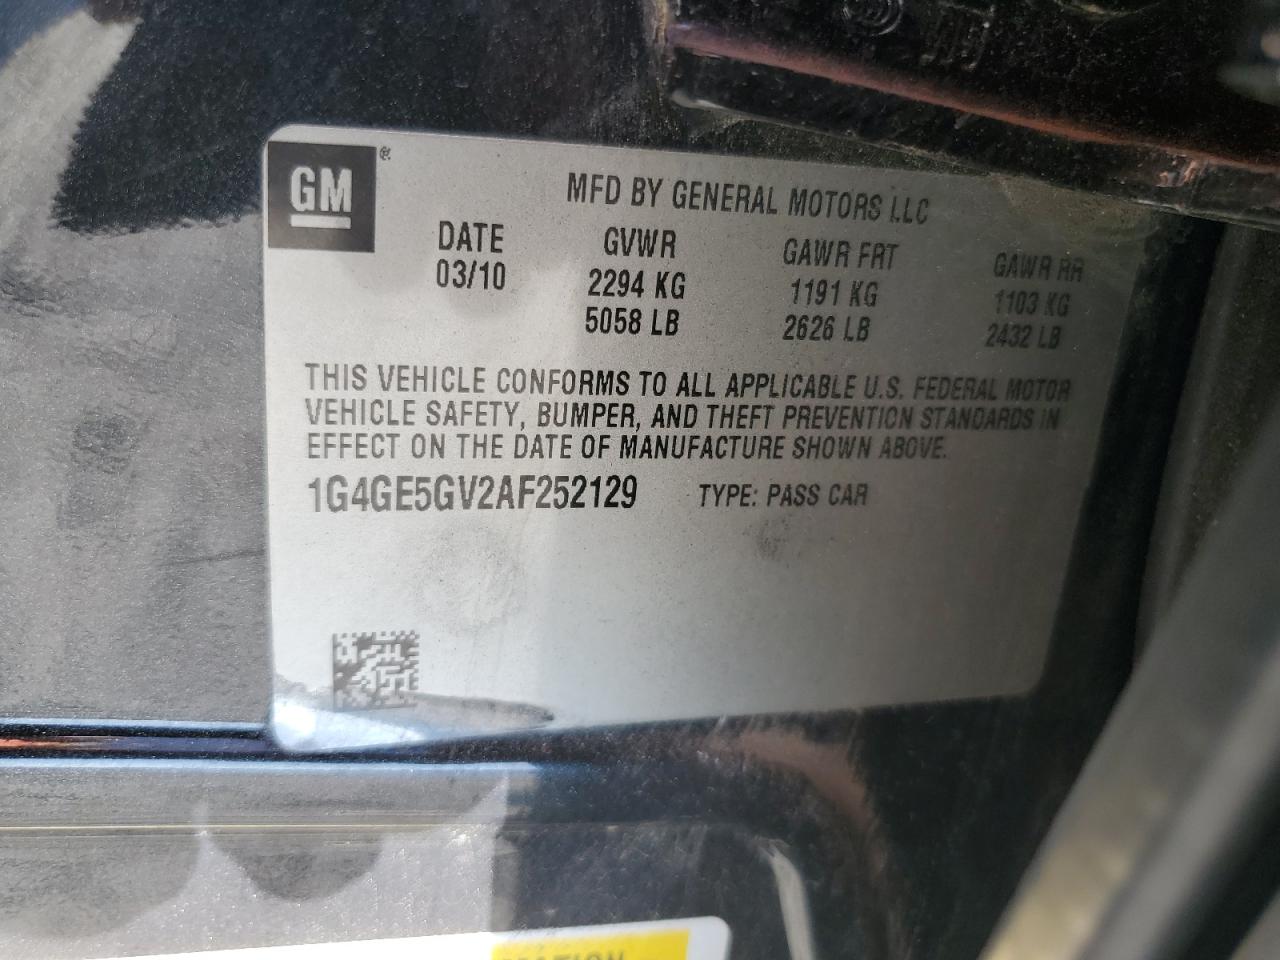 GM
MFD BY GENERAL MOTORS LLC
DATE GVWR GAWR FRT GAWR RR
03/10 2294 KG 1191 KG 1103 KG
5058 LB 2626 LB 2432 LB
THIS VEHICLE CONFORMS TO ALL APPLICABLE U.S. FEDERAL MOTOR
VEHICLE SAFETY, BUMPER, AND THEFT PREVENTION STANDARDS IN
EFFECT ON THE DATE OF MANUFACTURE SHOWN ABOVE.
1G4GE5GV2AF252129 TYPE: PASS CAR